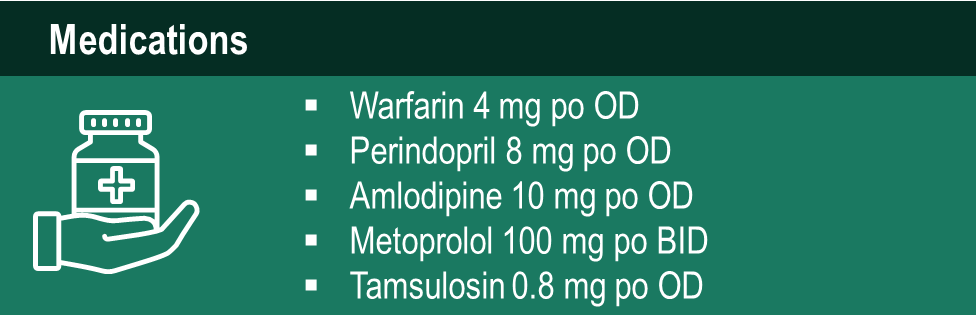 Medications
▪ Warfarin 4 mg po OD
▪ Perindopril 8 mg po OD
▪ Amlodipine 10 mg po OD
▪ Metoprolol 100 mg po BID
▪ Tamsulosin 0.8 mg po OD